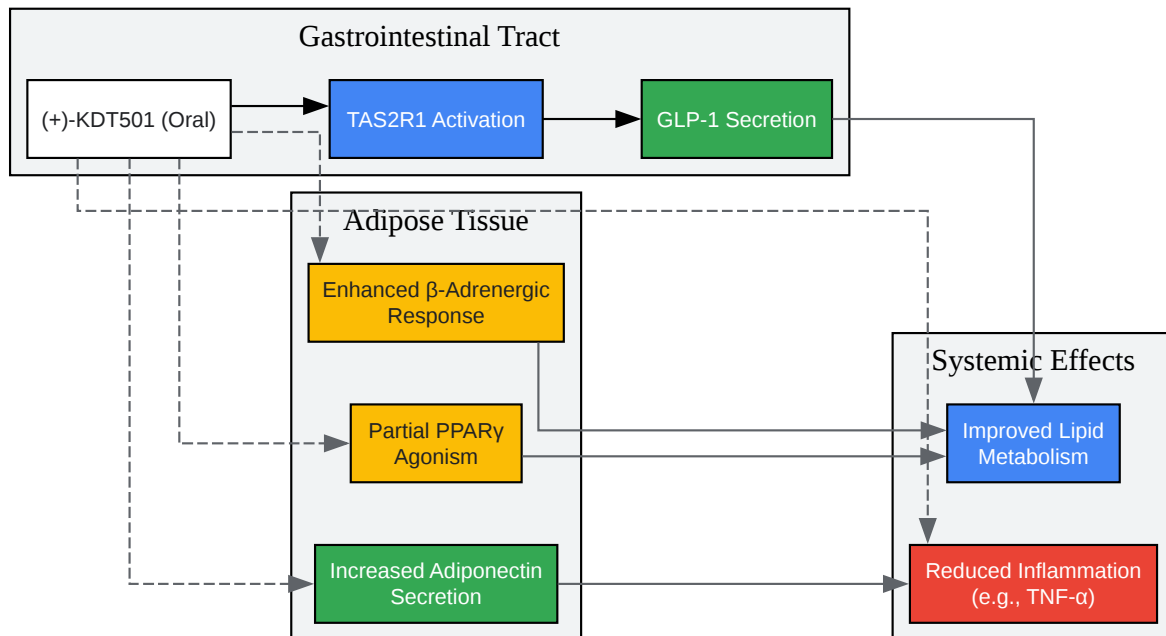 Gastrointestinal Tract
(+)-KDT501 (Oral)
TAS2R1 Activation
GLP-1 Secretion
Adipose Tissue
Enhanced β-Adrenergic
Response
Partial PPARγ
Agonism
Increased Adiponectin
Secretion
Systemic Effects
Improved Lipid
Metabolism
Reduced Inflammation
(e.g., TNF-α)